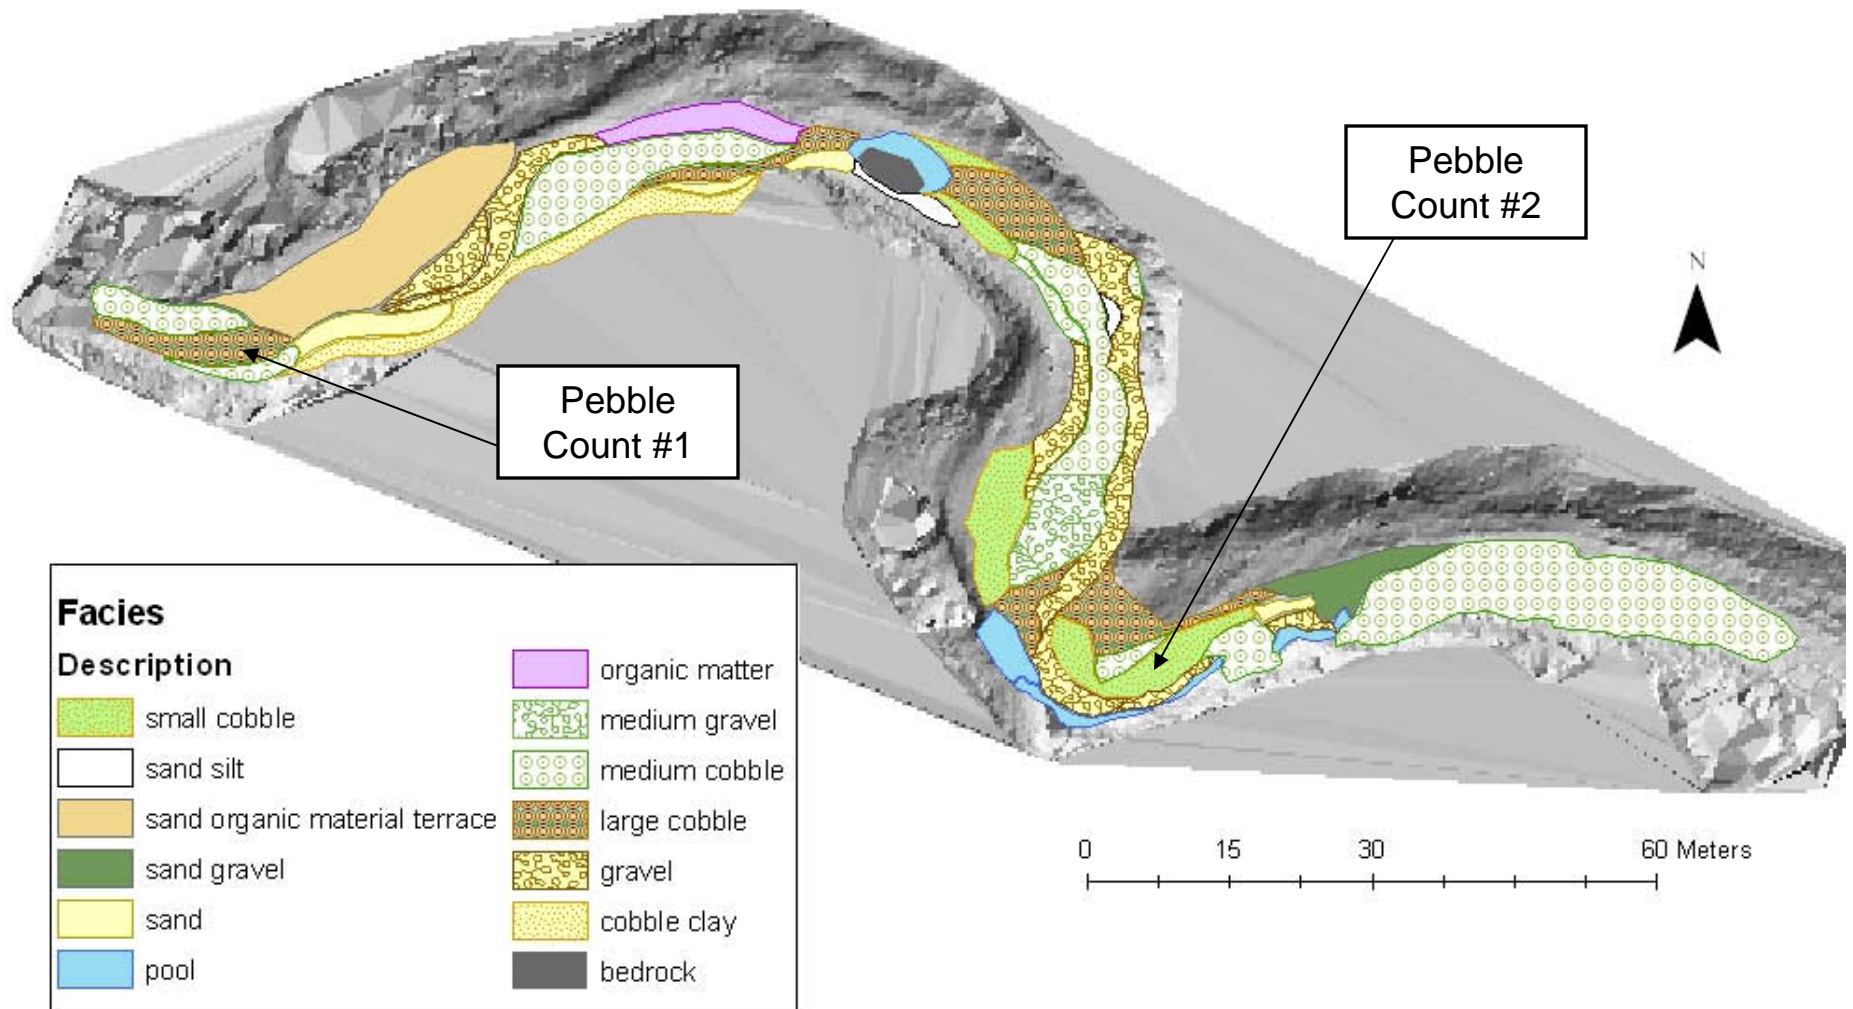 Pebble
Count #2
N
Pebble
Count #1
Facies
Description
small cobble
sand silt
sand organic material terrace
sand gravel
sand
pool
organic matter
medium gravel
medium cobble
large cobble
gravel
cobble clay
bedrock
0 15 30 60 Meters